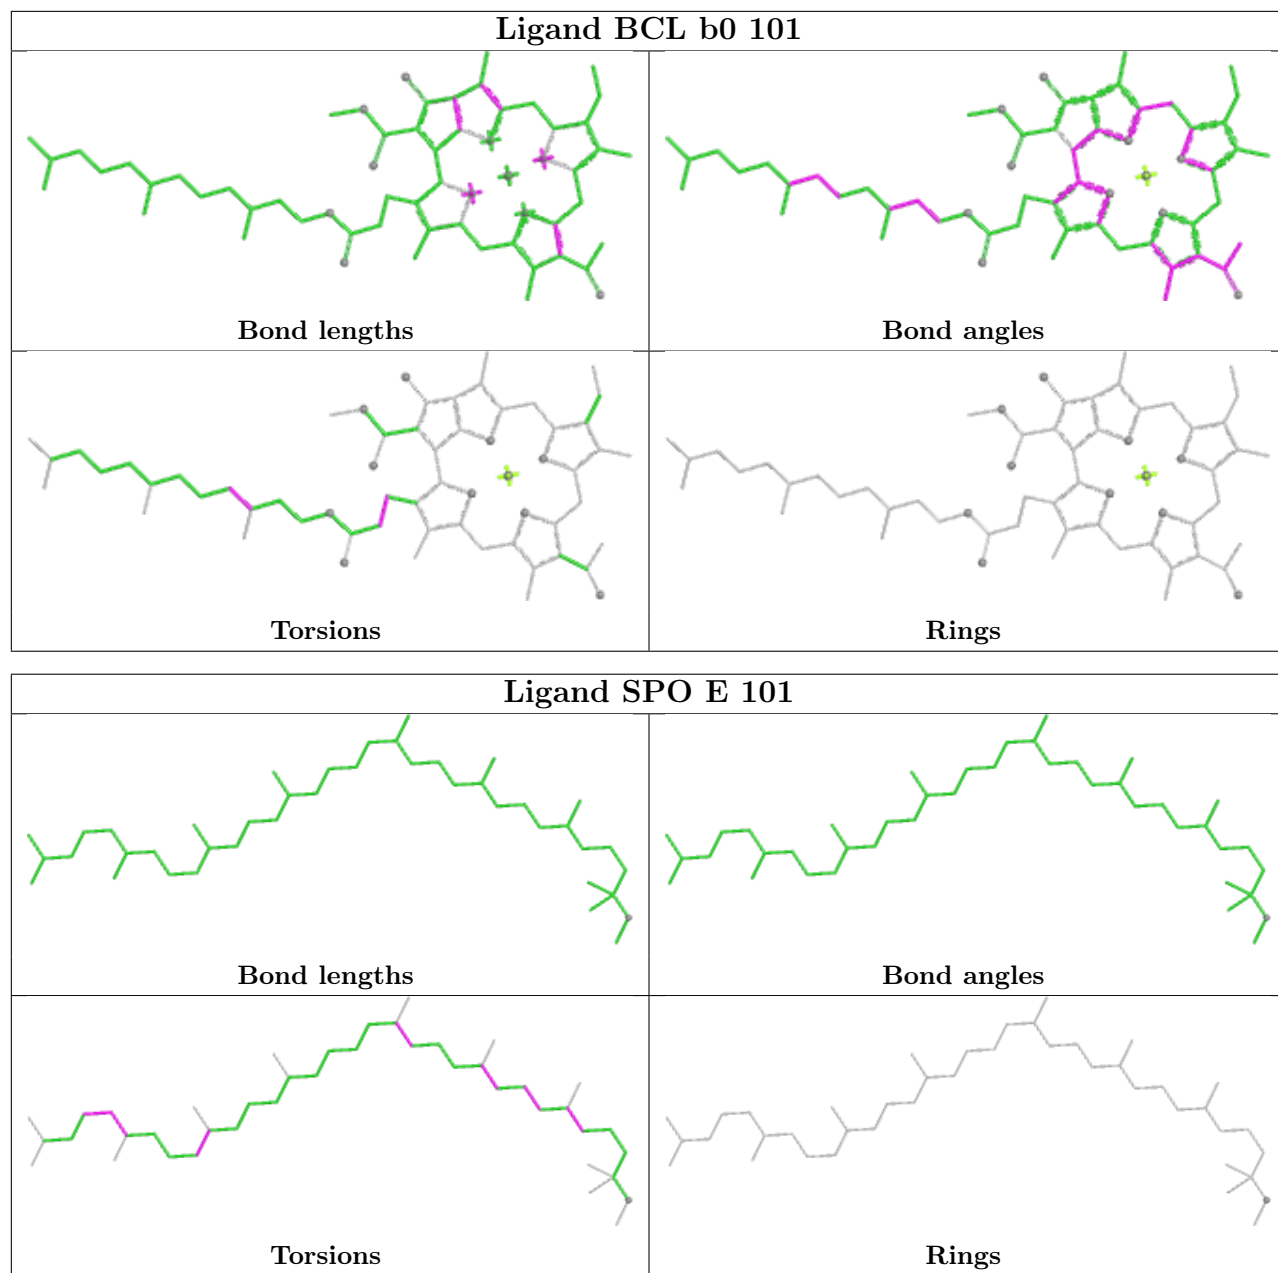 Ligand BCL b0 101
Bond lengths
Bond angles
Torsions
Rings
Ligand SPO E 101
Bond lengths
Bond angles
Torsions
Rings